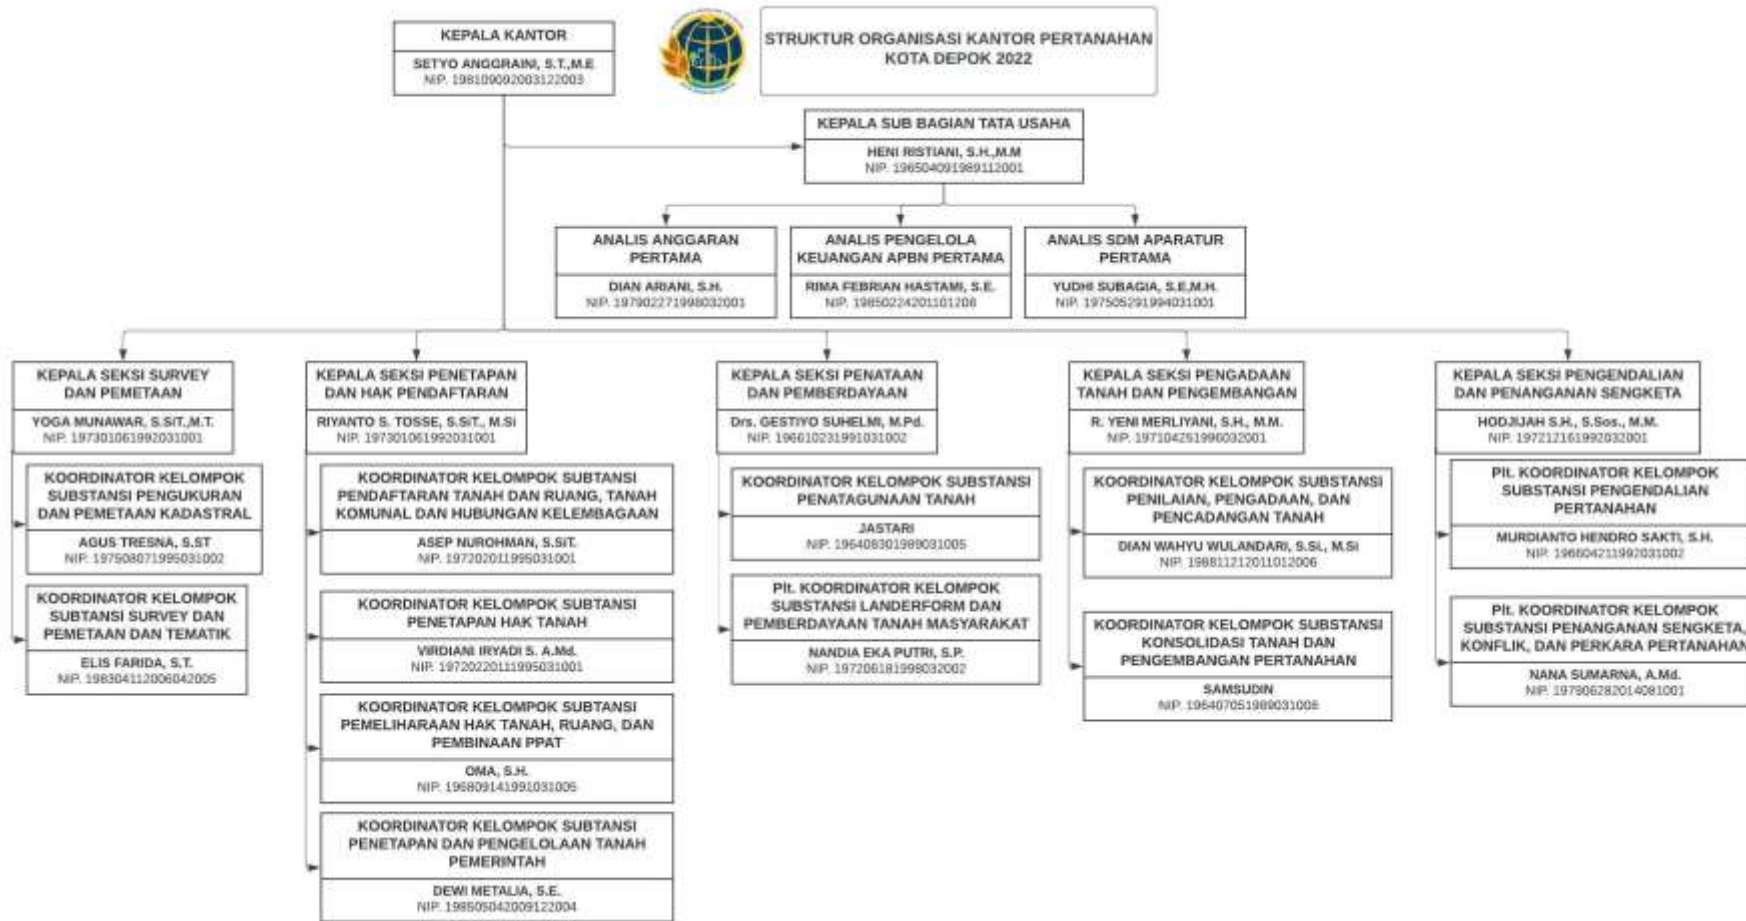 KEPALA KANTOR
SETYO ANGGRAINI, S.T.,M.E
NIP. 198109092003122003
STRUKTUR ORGANISASI KANTOR PERTANAHAN
KOTA DEPOK 2022
KEPALA SUB BAGIAN TATA USAHA
HENI RISTIANI, S.H.,M.M
NIP. 196504091989112001
ANALIS ANGGARAN
PERTAMA
DIAN ARIANI, S.H.
NIP. 197902271998032001
ANALIS PENGELOLA
KEUANGAN APBN PERTAMA
RIMA FEBRIAN HASTAMI, S.E.
NIP. 19850224201101206
ANALIS SDM APARATUR
PERTAMA
YUDHI SUBAGIA, S.E,M.H.
NIP. 197505291994031001
KEPALA SEKSI SURVEY
DAN PEMETAAN
YOGA MUNAWAR, S.SiT.,M.T.
NIP. 197301061992031001
KOORDINATOR KELOMPOK
SUBSTANSI PENGUKURAN
DAN PEMETAAN KADASTRAL
AGUS TRESNA, S.ST
NIP. 197508071995031002
KOORDINATOR KELOMPOK
SUBTANSI SURVEY DAN
PEMETAAN DAN TEMATIK
ELIS FARIDA, S.T.
NIP. 198304112006042005
KEPALA SEKSI PENETAPAN
DAN HAK PENDAFTARAN
RIYANTO S. TOSSE, S.SiT., M.Si
NIP. 197301061992031001
KOORDINATOR KELOMPOK SUBTANSI
PENDAFTARAN TANAH DAN RUANG, TANAH
KOMUNAL DAN HUBUNGAN KELEMBAGAAN
ASEP NUROHMAN, S.SiT.
NIP. 197202011995031001
KOORDINATOR KELOMPOK SUBTANSI
PENETAPAN HAK TANAH
VIRDIANI IRYADI S. A.Md.
NIP. 19720220111995031001
KOORDINATOR KELOMPOK SUBTANSI
PEMELIHARAAN HAK TANAH, RUANG, DAN
PEMBINAAN PPAT
OMA, S.H.
NIP. 196809141991031005
KOORDINATOR KELOMPOK SUBTANSI
PENETAPAN DAN PENGELOLAAN TANAH
PEMERINTAH
DEWI METALIA, S.E.
NIP. 198505042009122004
KEPALA SEKSI PENATAAN
DAN PEMBERDAYAAN
Drs. GESTIYO SUHELMI, M.Pd.
NIP. 196610231991031002
KOORDINATOR KELOMPOK SUBSTANSI
PENATAGUNAAN TANAH
JASTARI
NIP. 196408301989031005
Plt. KOORDINATOR KELOMPOK
SUBSTANSI LANDERFORM DAN
PEMBERDAYAAN TANAH MASYARAKAT
NANDIA EKA PUTRI, S.P.
NIP. 197206181998032002
KEPALA SEKSI PENGADAAN
TANAH DAN PENGEMBANGAN
R. YENI MERLIYANI, S.H., M.M.
NIP. 197104251996032001
KOORDINATOR KELOMPOK SUBSTANSI
PENILAIAN, PENGADAAN, DAN
PENCADANGAN TANAH
DIAN WAHYU WULANDARI, S.Si., M.Si
NIP. 198811212011012006
KOORDINATOR KELOMPOK SUBSTANSI
KONSOLIDASI TANAH DAN
PENGEMBANGAN PERTANAHAN
SAMSUDIN
NIP. 196407051989031006
KEPALA SEKSI PENGENDALIAN
DAN PENANGANAN SENGKETA
HODJIJAH S.H., S.Sos., M.M.
NIP. 197212161992032001
Plt. KOORDINATOR KELOMPOK
SUBSTANSI PENGENDALIAN
PERTANAHAN
MURDIANTO HENDRO SAKTI, S.H.
NIP. 196604211992031002
Plt. KOORDINATOR KELOMPOK
SUBSTANSI PENANGANAN SENGKETA,
KONFLIK, DAN PERKARA PERTANAHAN
NANA SUMARNA, A.Md.
NIP. 197906282014081001